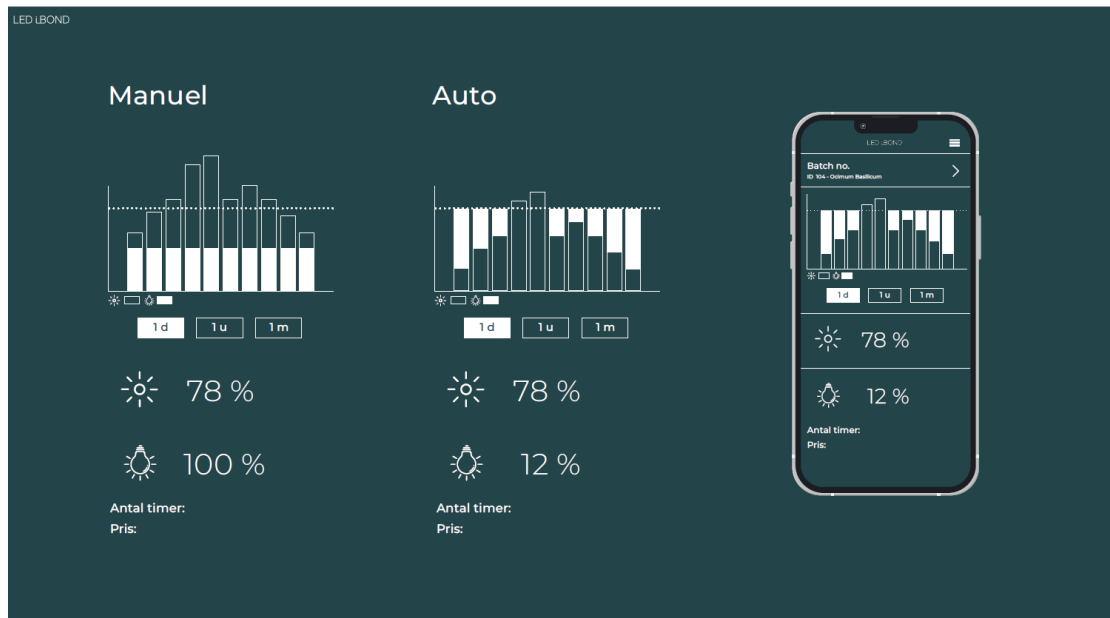 LED iBOND
Manuel
1 d
1 u
1 m
78 %
100 %
Antal timer:
Pris:
Auto
1 d
1 u
1 m
78 %
12 %
Antal timer:
Pris:
LED iBOND
Batch no.
ID 104 - Ocimum Basilicum
1 d
1 u
1 m
78 %
12 %
Antal timer:
Pris: